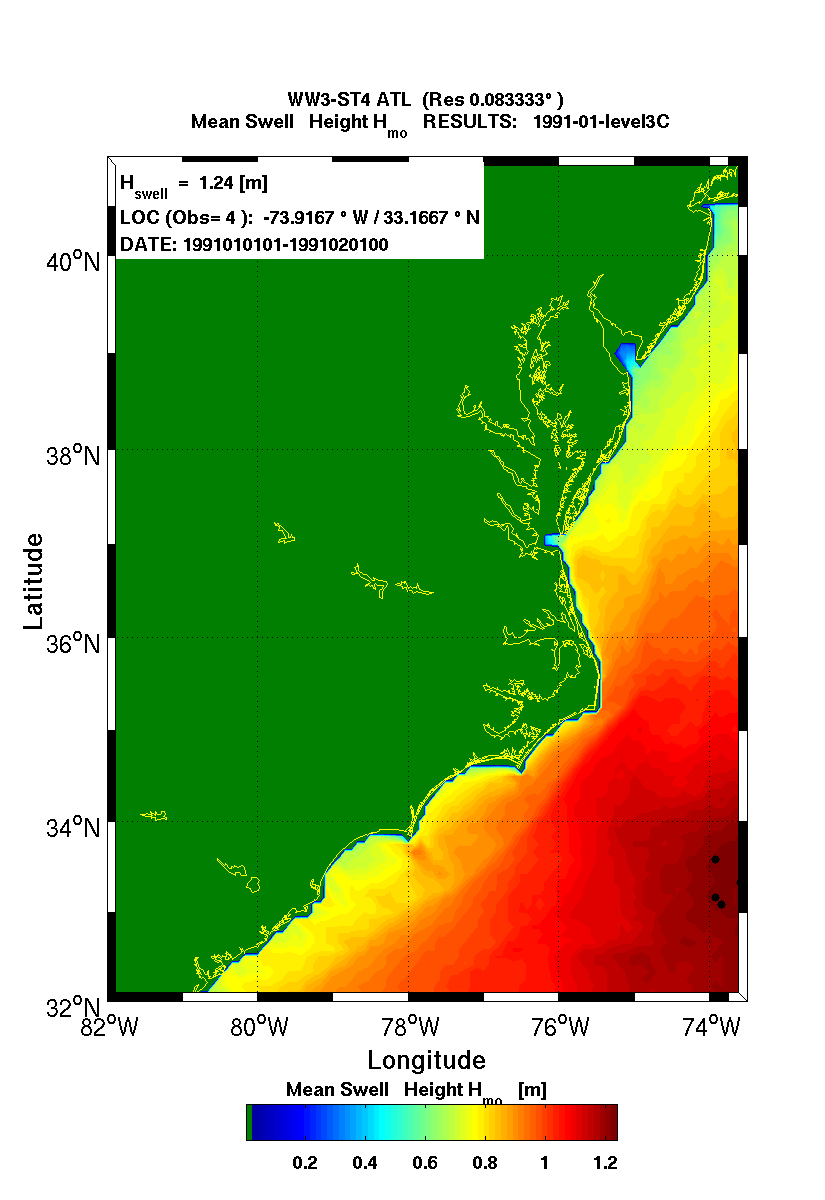 WW3-ST4 ATL (Res 0.083333° )
Mean Swell Height Hmo RESULTS: 1991-01-level3C
Hswell = 1.24 [m]
LOC (Obs= 4 ): -73.9167 ° W / 33.1667 ° N
DATE: 1991010101-1991020100
40°N
38°N
36°N
34°N
32°N
Latitude
82°W 80°W 78°W 76°W 74°W
Longitude
Mean Swell Height Hmo [m]
0.2 0.4 0.6 0.8 1 1.2